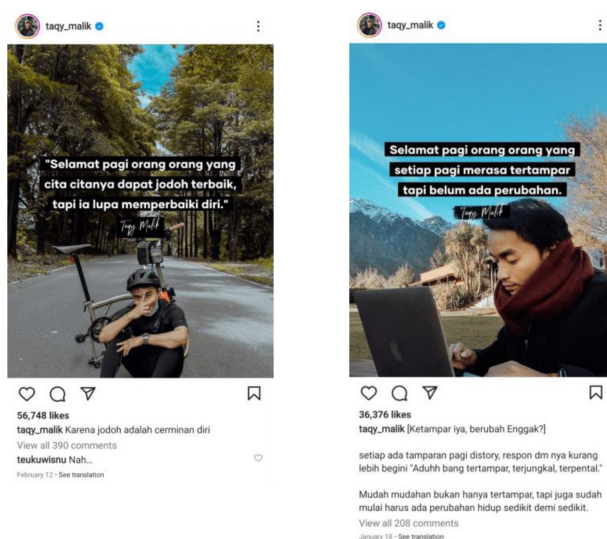 taqy_malik
"Selamat pagi orang orang yang
cita citanya dapat jodoh terbaik,
tapi ia lupa memperbaiki diri."
Taqy Malik
56,748 likes
taqy_malik Karena jodoh adalah cerminan diri
View all 390 comments
teukuwisnu Nah...
February 12 • See translation
taqy_malik
Selamat pagi orang orang yang
setiap pagi merasa tertampar
tapi belum ada perubahan.
Taqy Malik
36,376 likes
taqy_malik [Ketampar iya, berubah Enggak?]
setiap ada tamparan pagi distory, respon dm nya kurang
lebih begini "Aduhh bang tertampar, terjungkal, terpental."
Mudah mudahan bukan hanya tertampar, tapi juga sudah
mulai harus ada perubahan hidup sedikit demi sedikit.
View all 208 comments
January 18 • See translation